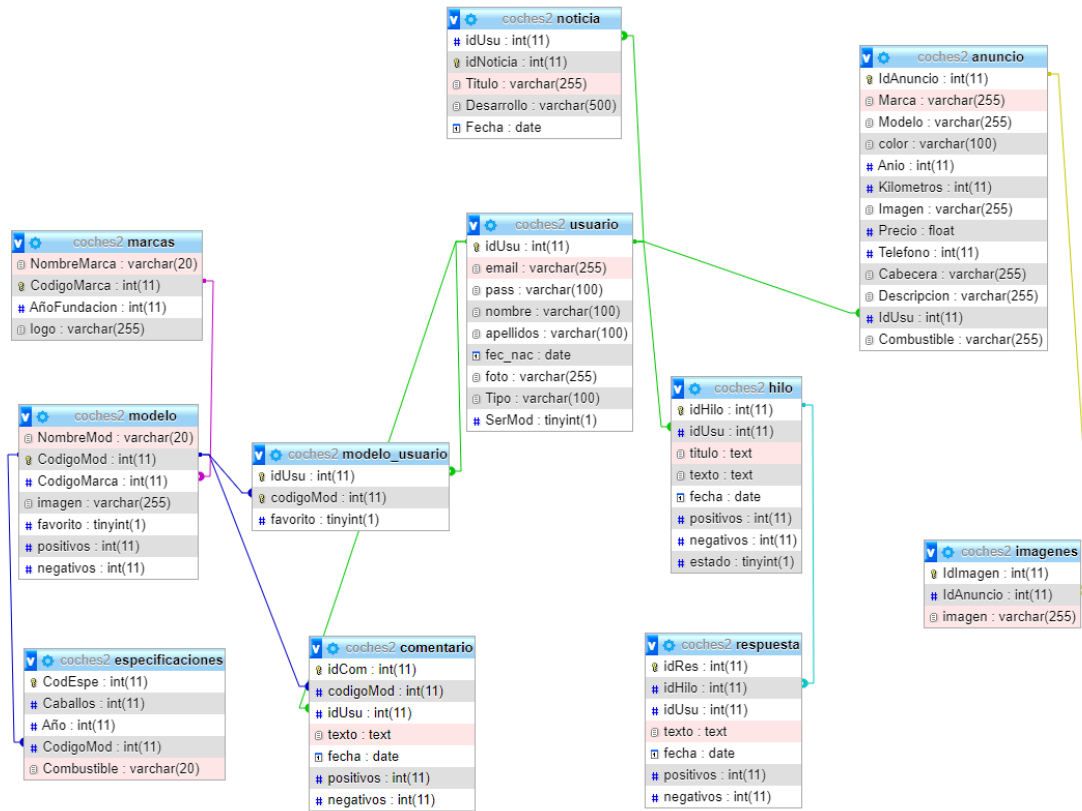 coches2 noticia
idUsu : int(11)
idNoticia : int(11)
Titulo : varchar(255)
Desarrollo : varchar(500)
Fecha : date
coches2 anuncio
IdAnuncio : int(11)
Marca : varchar(255)
Modelo : varchar(255)
color : varchar(100)
Anio : int(11)
Kilometros : int(11)
Imagen : varchar(255)
Precio : float
Telefono : int(11)
Cabecera : varchar(255)
Descripcion : varchar(255)
IdUsu : int(11)
Combustible : varchar(255)
coches2 marcas
NombreMarca : varchar(20)
CodigoMarca : int(11)
AñoFundacion : int(11)
logo : varchar(255)
coches2 usuario
idUsu : int(11)
email : varchar(255)
pass : varchar(100)
nombre : varchar(100)
apellidos : varchar(100)
fec_nac : date
foto : varchar(255)
Tipo : varchar(100)
SerMod : tinyint(1)
coches2 modelo
NombreMod : varchar(20)
CodigoMod : int(11)
CodigoMarca : int(11)
imagen : varchar(255)
favorito : tinyint(1)
positivos : int(11)
negativos : int(11)
coches2 modelo_usuario
idUsu : int(11)
codigoMod : int(11)
favorito : tinyint(1)
coches2 hilo
idHilo : int(11)
idUsu : int(11)
titulo : text
texto : text
fecha : date
positivos : int(11)
negativos : int(11)
estado : tinyint(1)
coches2 imagenes
IdImagen : int(11)
IdAnuncio : int(11)
imagen : varchar(255)
coches2 especificaciones
CodEspe : int(11)
Caballos : int(11)
Año : int(11)
CodigoMod : int(11)
Combustible : varchar(20)
coches2 comentario
idCom : int(11)
codigoMod : int(11)
idUsu : int(11)
texto : text
fecha : date
positivos : int(11)
negativos : int(11)
coches2 respuesta
idRes : int(11)
idHilo : int(11)
idUsu : int(11)
texto : text
fecha : date
positivos : int(11)
negativos : int(11)